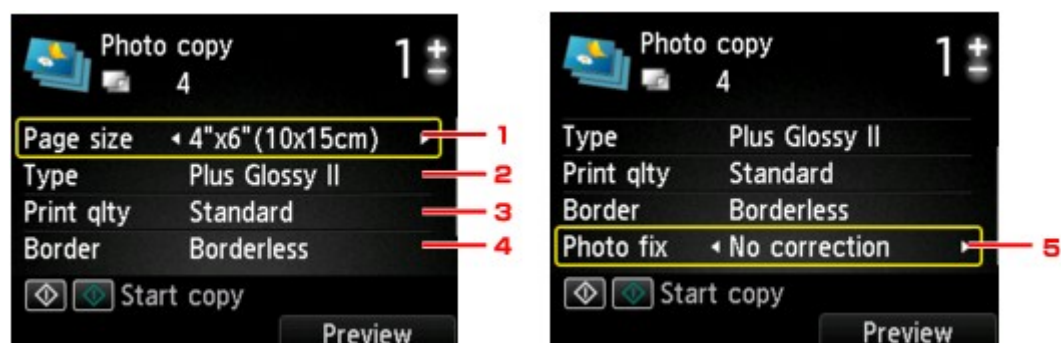 Photo copy
4
1 + -
Page size 4"x6"(10x15cm) 1
Type Plus Glossy II 2
Print qlty Standard 3
Border Borderless 4
Start copy
Preview
Photo copy
4
1 + -
Type Plus Glossy II
Print qlty Standard
Border Borderless
Photo fix No correction 5
Start copy
Preview